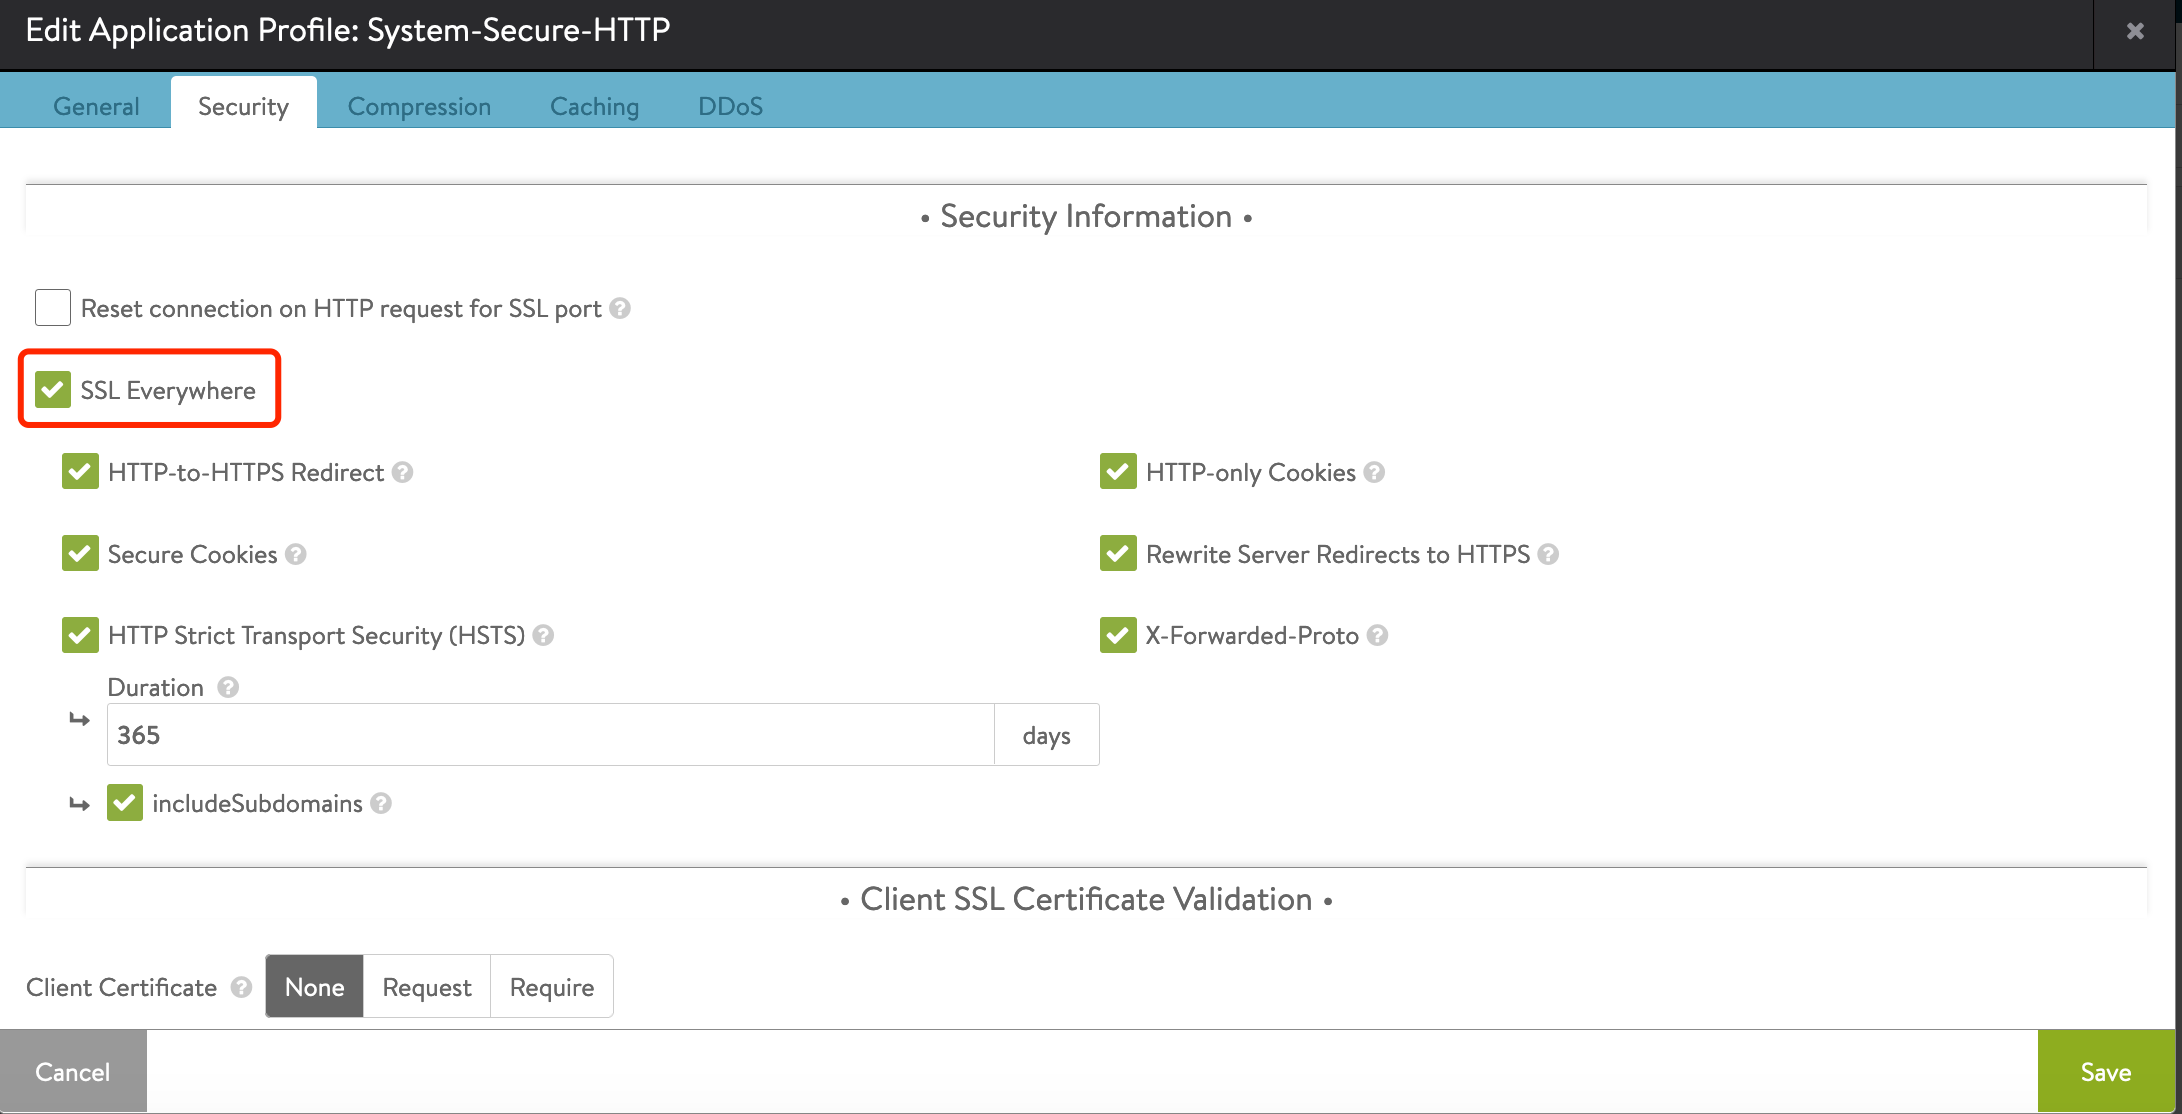 Edit Application Profile: System-Secure-HTTP
General Security Compression Caching DDoS
• Security Information •
Reset connection on HTTP request for SSL port ?
SSL Everywhere
HTTP-to-HTTPS Redirect ? HTTP-only Cookies ?
Secure Cookies ? Rewrite Server Redirects to HTTPS ?
HTTP Strict Transport Security (HSTS) ? X-Forwarded-Proto ?
Duration ?
365 days
includeSubdomains ?
• Client SSL Certificate Validation •
Client Certificate ? None Request Require
Cancel Save